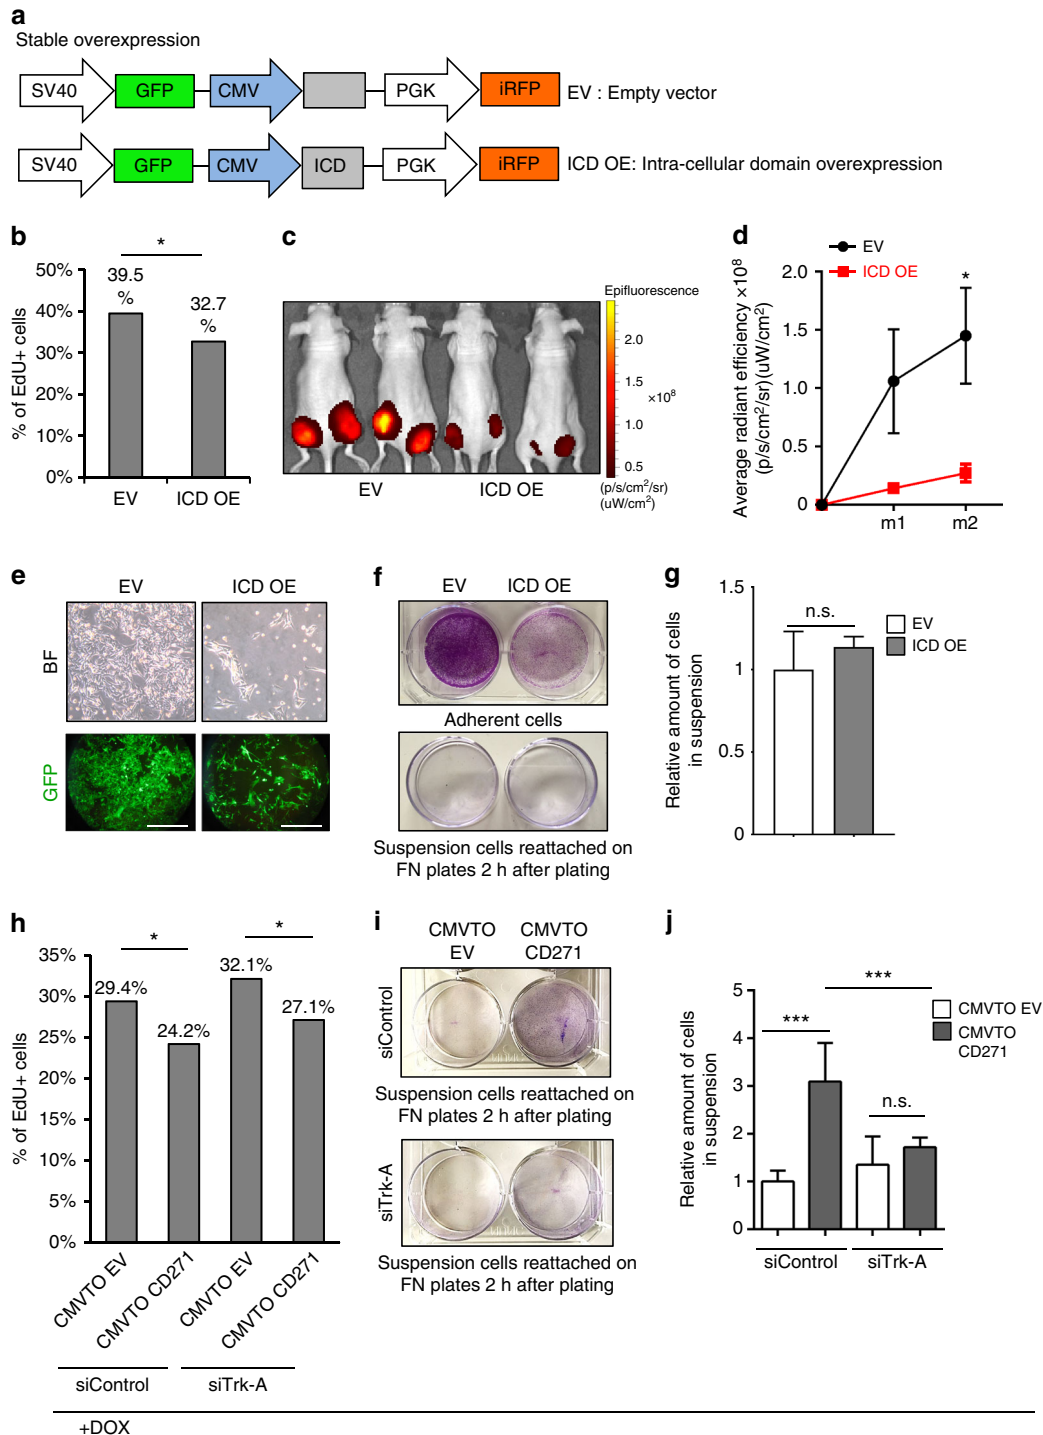 a
Stable overexpression
SV40 GFP CMV PGK iRFP EV : Empty vector
SV40 GFP CMV ICD PGK iRFP ICD OE: Intra-cellular domain overexpression
b
*
% of EdU+ cells
50%
40%
30%
20%
10%
0%
39.5
%
32.7
%
EV ICD OE
c
Epifluorescence
2.0
1.5
×10⁸
1.0
0.5
(p/s/cm²/sr)
(uW/cm²)
EV ICD OE
d
EV
ICD OE
Average radiant efficiency ×10⁸
(p/s/cm²/sr)(uW/cm²)
2.0
1.5
1.0
0.5
0
*
m1 m2
e
EV ICD OE
BF
GFP
f
EV ICD OE
Adherent cells
Suspension cells reattached on
FN plates 2 h after plating
g
Relative amount of cells
in suspension
1.5
1
0.5
0
n.s.
EV
ICD OE
h
% of EdU+ cells
35%
30%
25%
20%
15%
10%
5%
0%
*
*
29.4%
24.2%
32.1%
27.1%
CMVTO EV
CMVTO CD271
CMVTO EV
CMVTO CD271
siControl siTrk-A
+DOX
i
CMVTO
EV
CMVTO
CD271
siControl
Suspension cells reattached on
FN plates 2 h after plating
siTrk-A
Suspension cells reattached on
FN plates 2 h after plating
j
Relative amount of cells
in suspension
5
4
3
2
1
0
***
***
n.s.
CMVTO EV
CMVTO
CD271
siControl siTrk-A